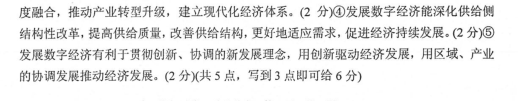 度融合，推动产业转型升级，建立现代化经济体系。(2 分)④发展数字经济能深化供给侧
结构性改革，提高供给质量，改善供给结构，更好地适应需求，促进经济持续发展。(2 分)⑤
发展数字经济有利于贯彻创新、协调的新发展理念，用创新驱动经济发展，用区域、产业
的协调发展推动经济发展。(2 分)(共 5 点，写到 3 点即可给 6 分)